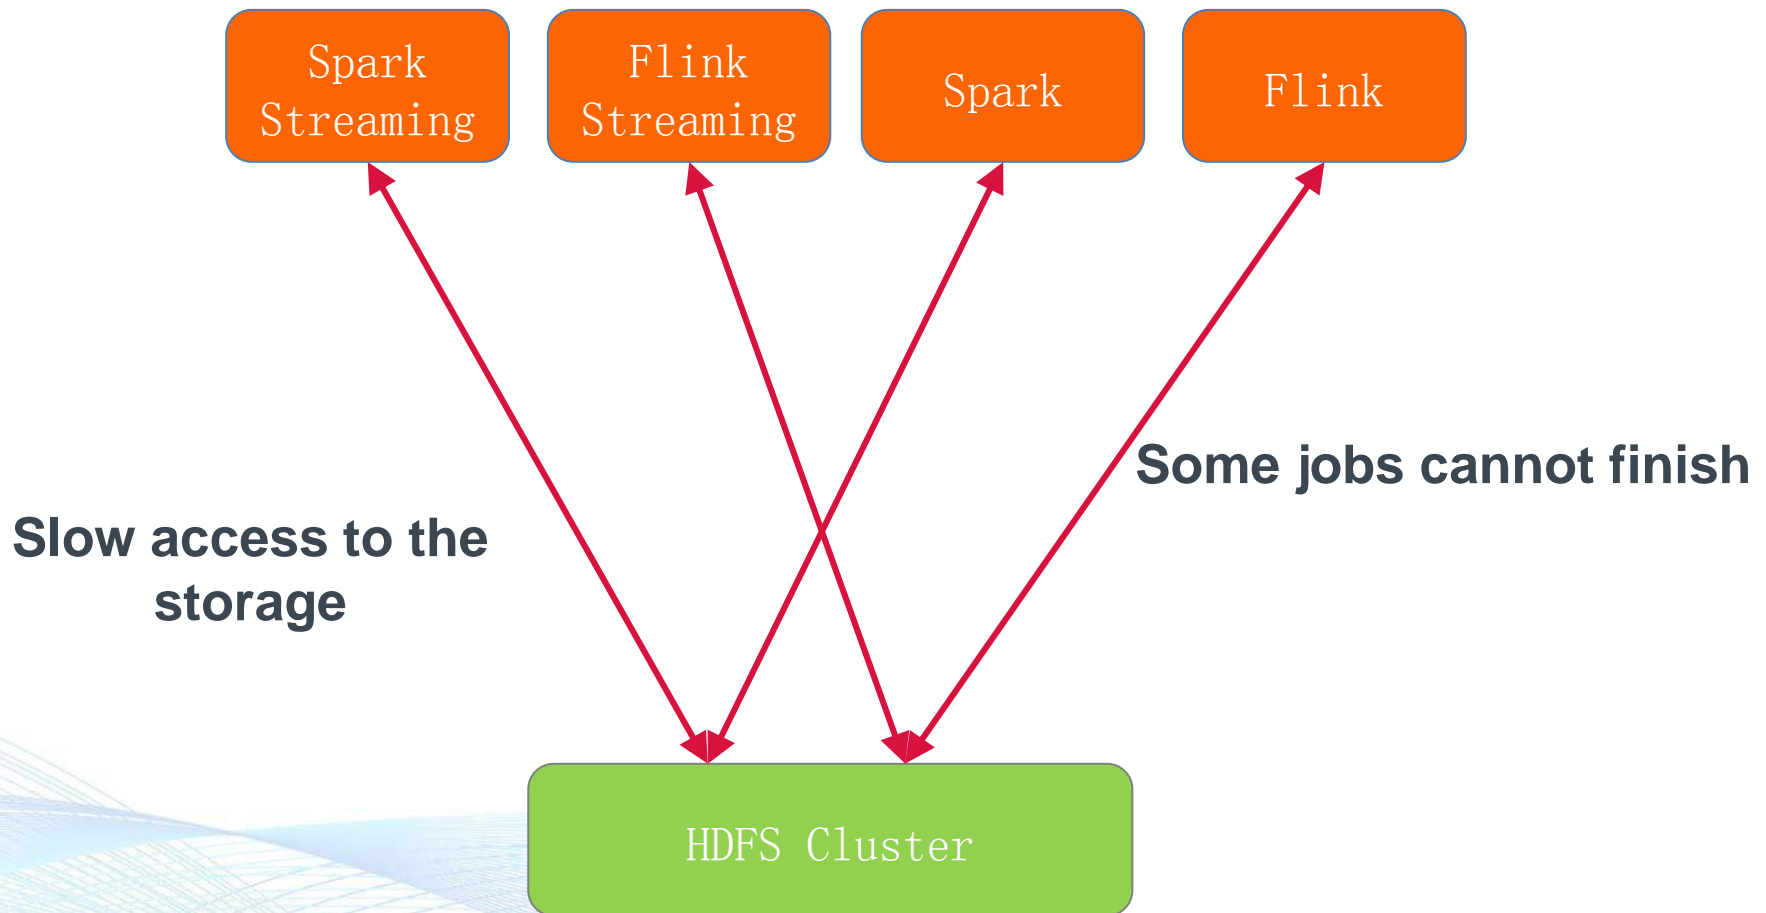 Spark
Streaming
Flink
Streaming
Spark
Flink
Some jobs cannot finish
Slow access to the
storage
HDFS Cluster